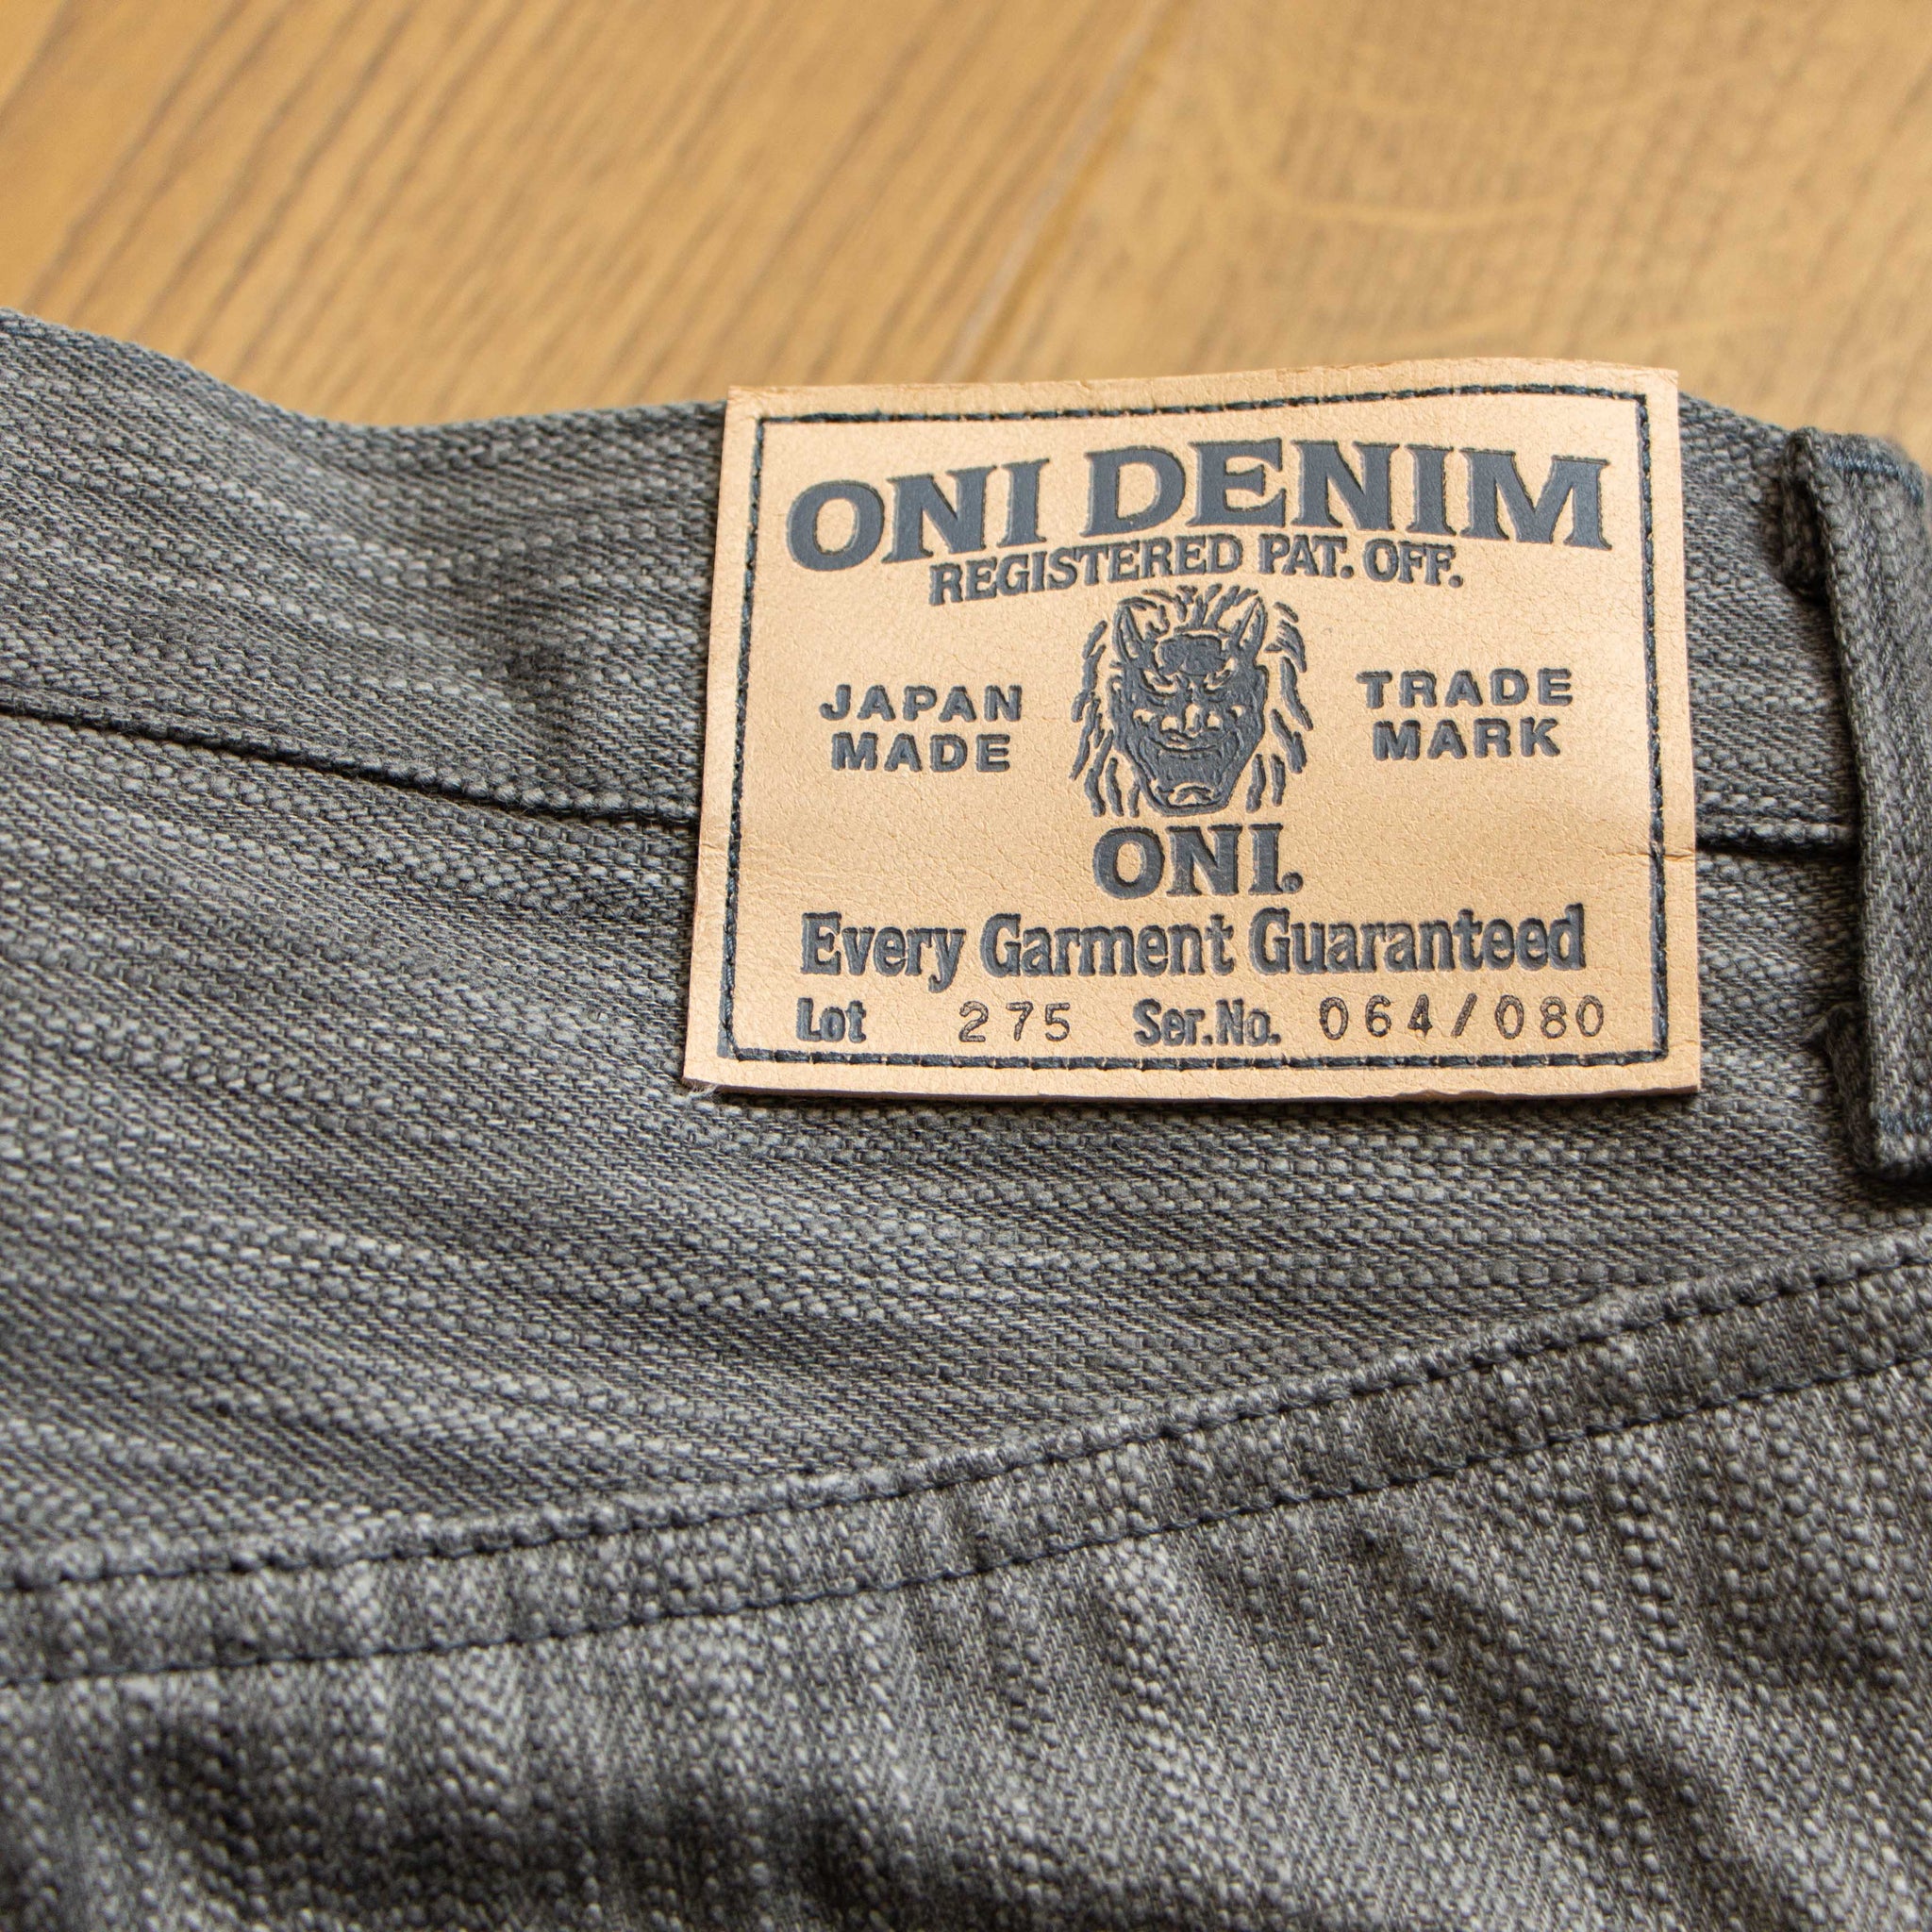 ONI DENIM
REGISTERED PAT. OFF.
JAPAN
MADE
TRADE
MARK
ONI.
Every Garment Guaranteed
Lot 275 Ser.No. 064/080